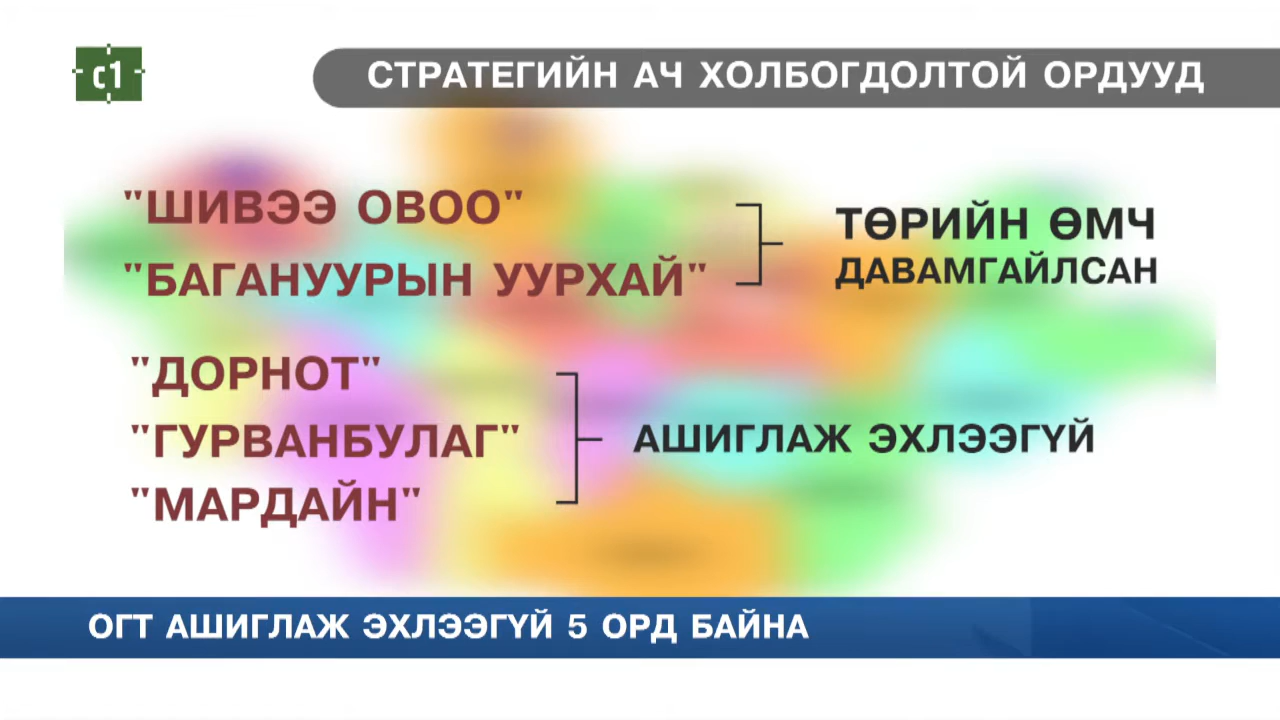 c1
СТРАТЕГИЙН АЧ ХОЛБОГДОЛТОЙ ОРДУУД
"ШИВЭЭ ОВОО"
"БАГАНУУРЫН УУРХАЙ"
ТӨРИЙН ӨМЧ
ДАВАМГАЙЛСАН
"ДОРНОТ"
"ГУРВАНБУЛАГ"
"МАРДАЙН"
АШИГЛАЖ ЭХЛЭЭГҮЙ
ОГТ АШИГЛАЖ ЭХЛЭЭГҮЙ 5 ОРД БАЙНА